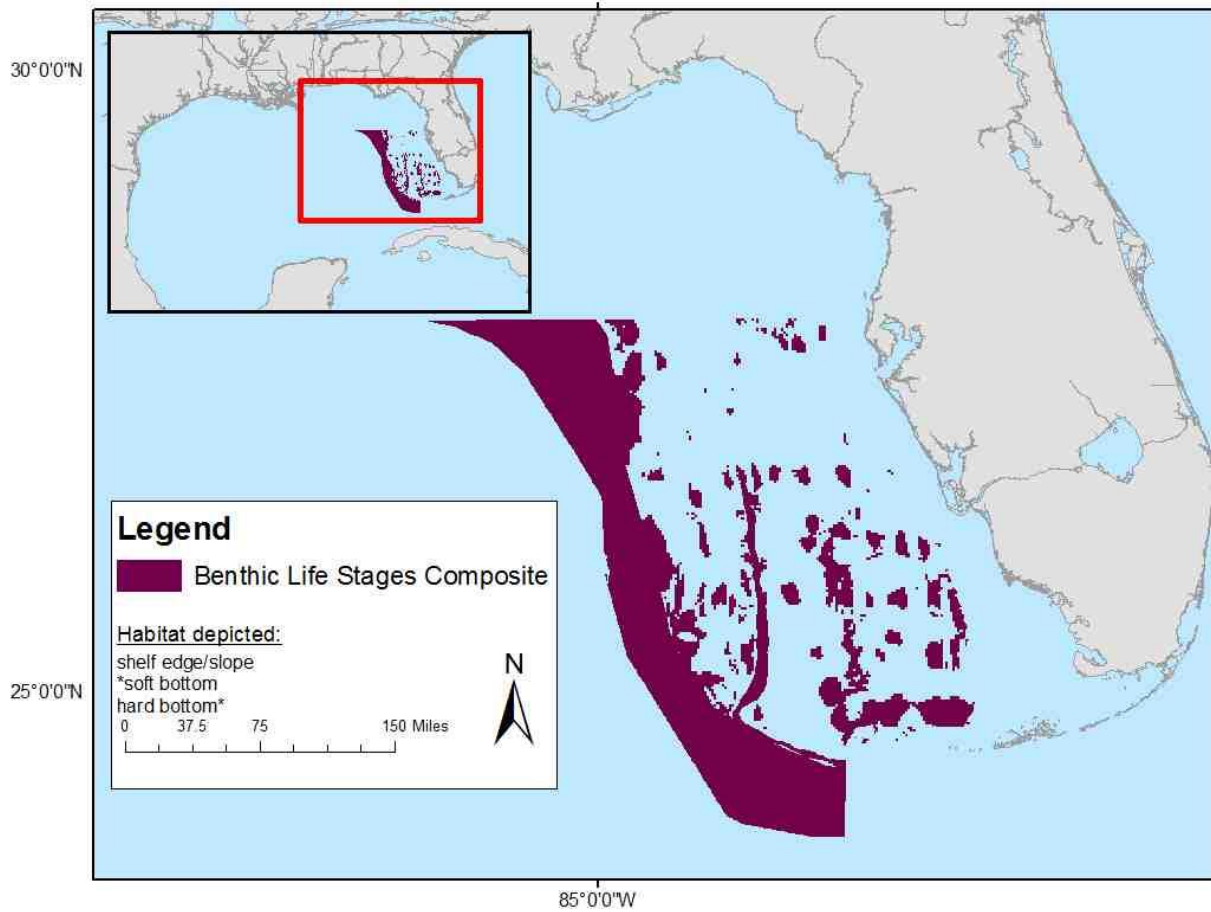 30°0'0"N
Legend
Benthic Life Stages Composite
Habitat depicted:
shelf edge/slope
*soft bottom
hard bottom*
N
0 37.5 75 150 Miles
25°0'0"N
85°0'0"W